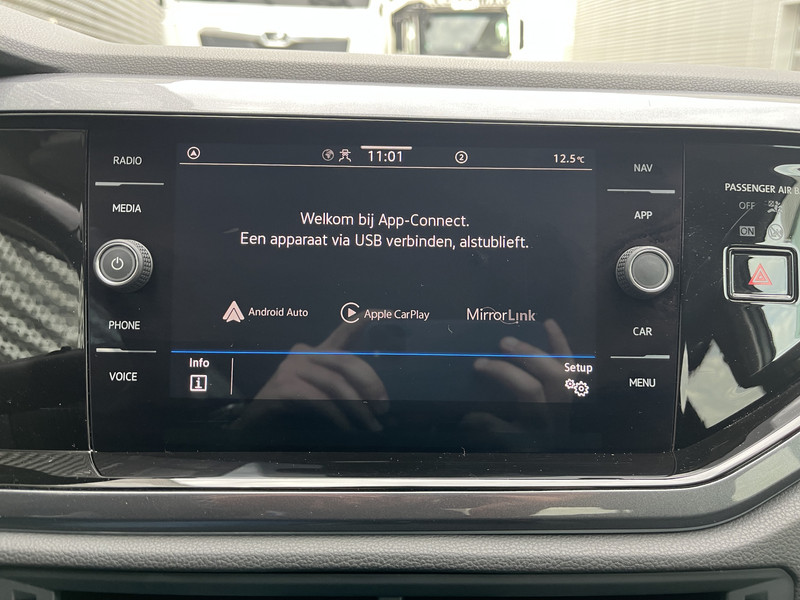 RADIO
MEDIA
PHONE
VOICE
11:01
2
12.5°C
Welkom bij App-Connect.
Een apparaat via USB verbinden, alstublieft.
Android Auto
Apple CarPlay
MirrorLink
Info
Setup
NAV
APP
CAR
MENU
PASSENGER AIR B
OFF
ON